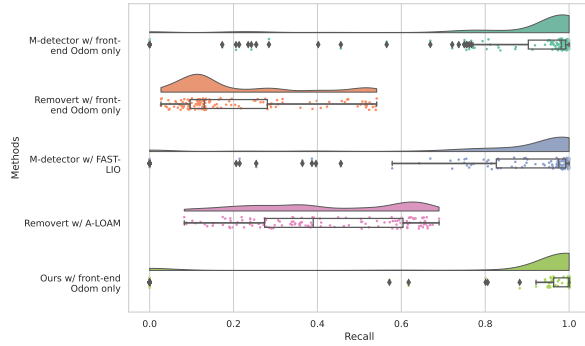 M-detector w/ front-
end Odom only
Removert w/ front-
end Odom only
M-detector w/ FAST-
LIO
Removert w/ A-LOAM
Ours w/ front-end
Odom only
Methods
0.0 0.2 0.4 0.6 0.8 1.0
Recall